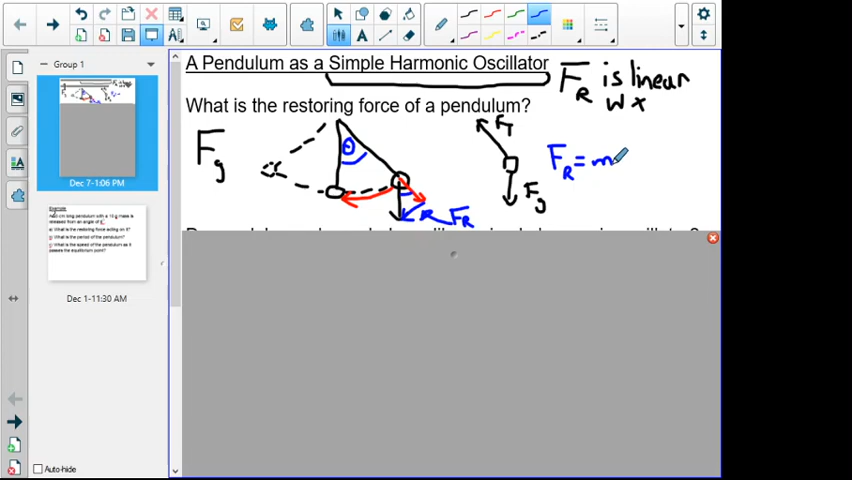 Group 1
Dec 7-1:06 PM
Example
Dec 1-11:30 AM
Auto-hide
A Pendulum as a Simple Harmonic Oscillator
F_R is linear
w x
What is the restoring force of a pendulum?
F_g
θ
F_R
F_T
F_g
F_R = m